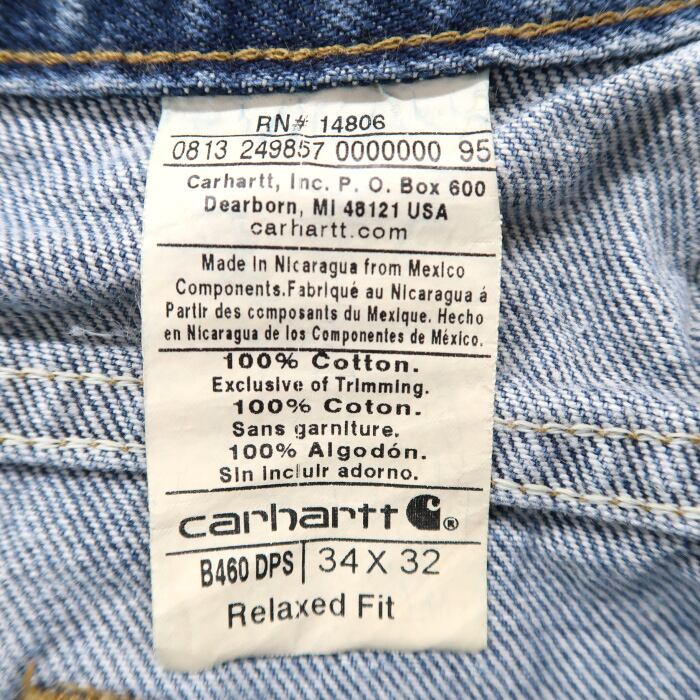 RN# 14806
0813 249857 0000000 95
Carhartt, Inc. P. O. Box 600
Dearborn, MI 48121 USA
carhartt.com
Made In Nicaragua from Mexico
Components.Fabriqué au Nicaragua á
Partir des composants du Mexique. Hecho
en Nicaragua de los Componentes de México.
100% Cotton.
Exclusive of Trimming.
100% Coton.
Sans garniture.
100% Algodón.
Sin incluir adorno.
carhartt ®
B460 DPS 34 X 32
Relaxed Fit